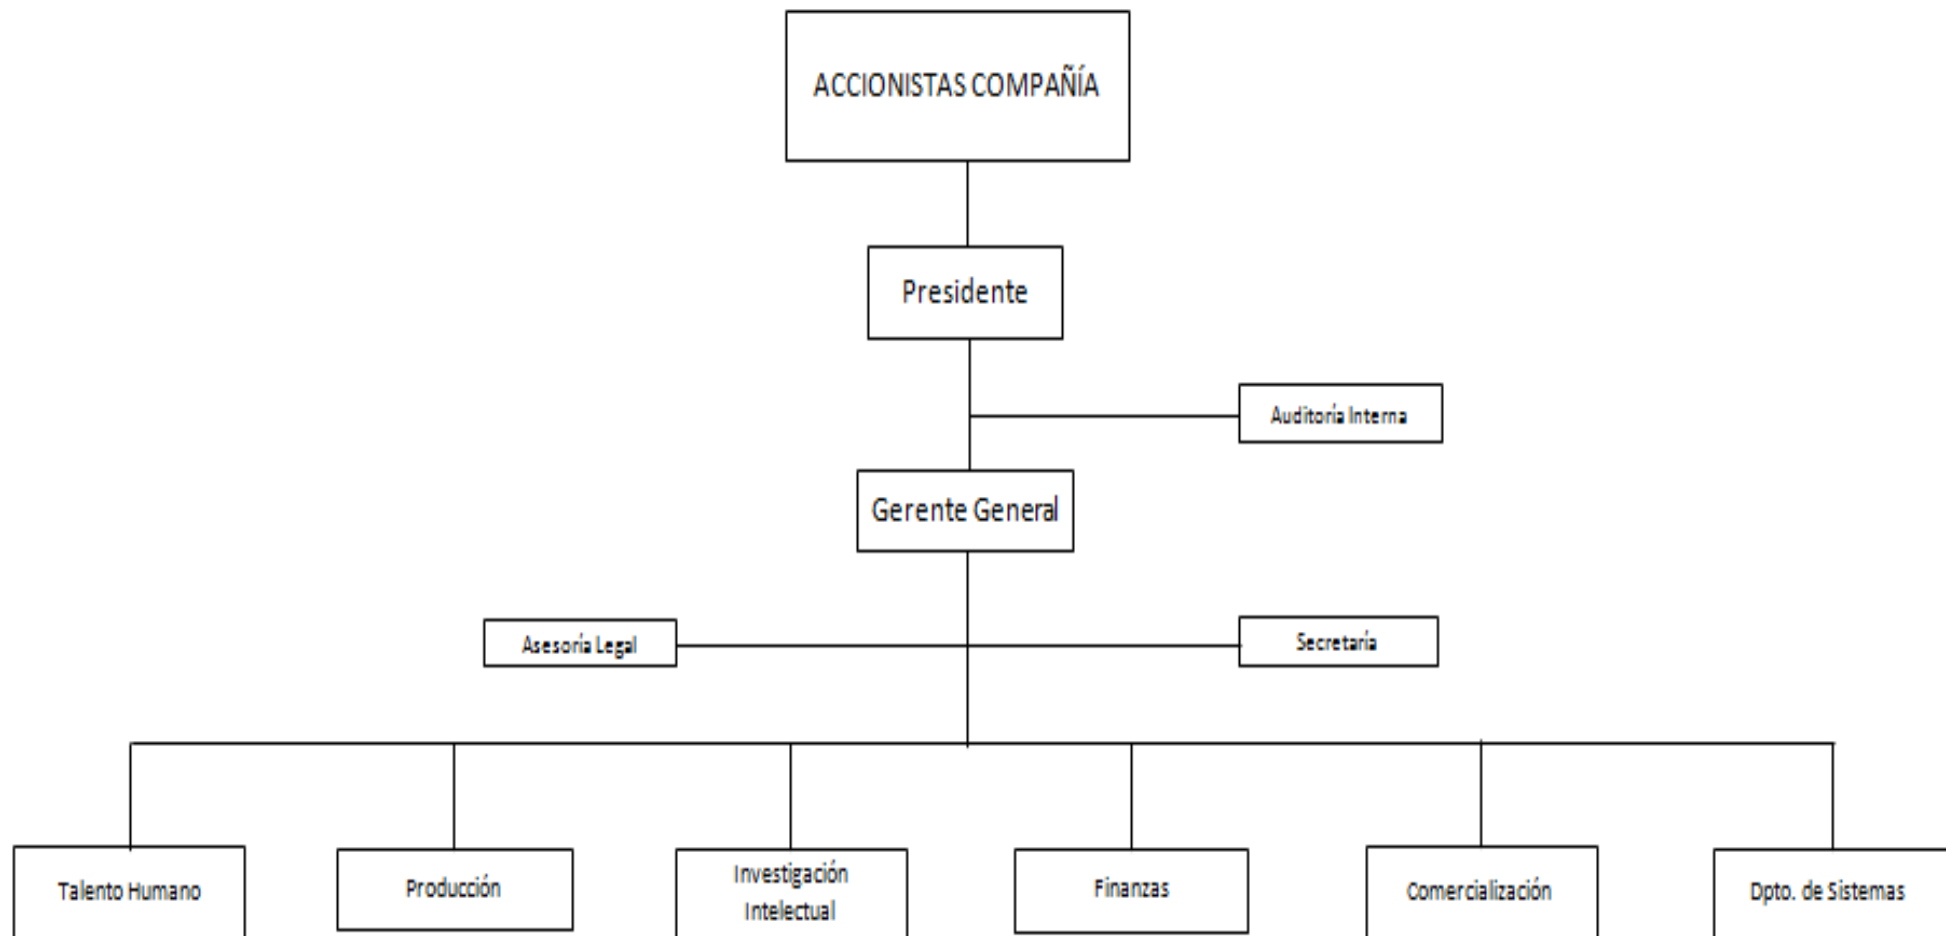 ACCIONISTAS COMPAÑÍA
Presidente
Auditoría Interna
Gerente General
Asesoría Legal
Secretaría
Talento Humano
Producción
Investigación
Intelectual
Finanzas
Comercialización
Dpto. de Sistemas